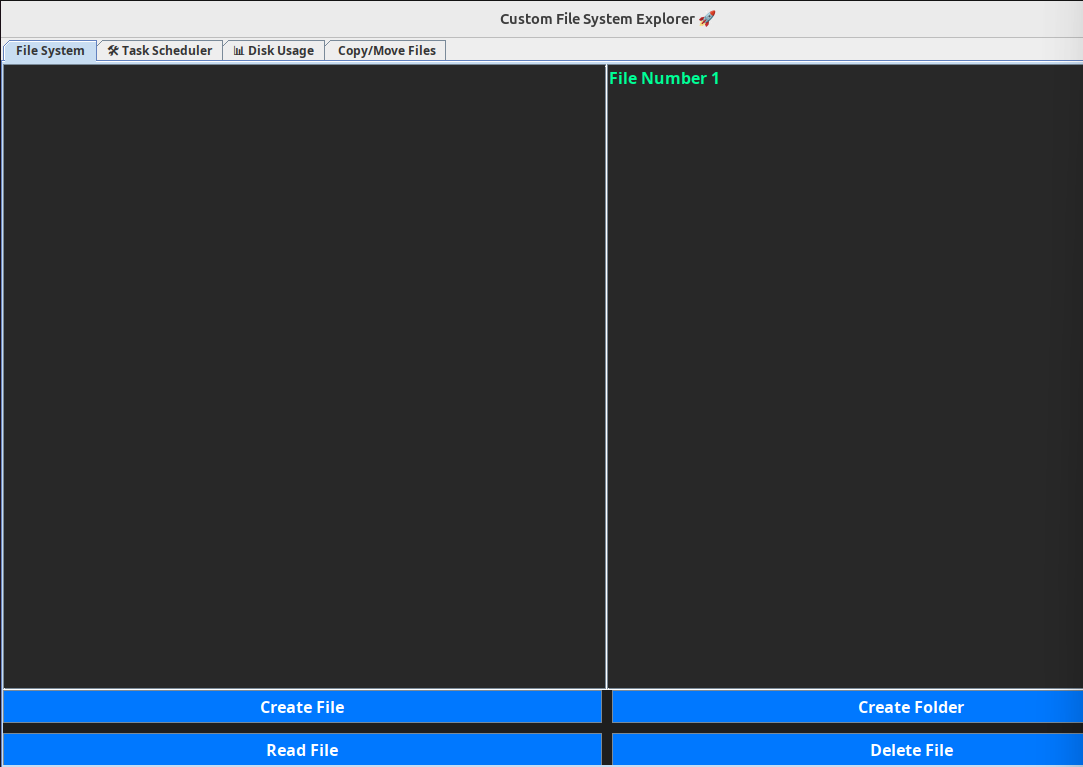 Custom File System Explorer 🚀
File System 🛠 Task Scheduler 📊 Disk Usage Copy/Move Files
File Number 1
Create File Create Folder
Read File Delete File